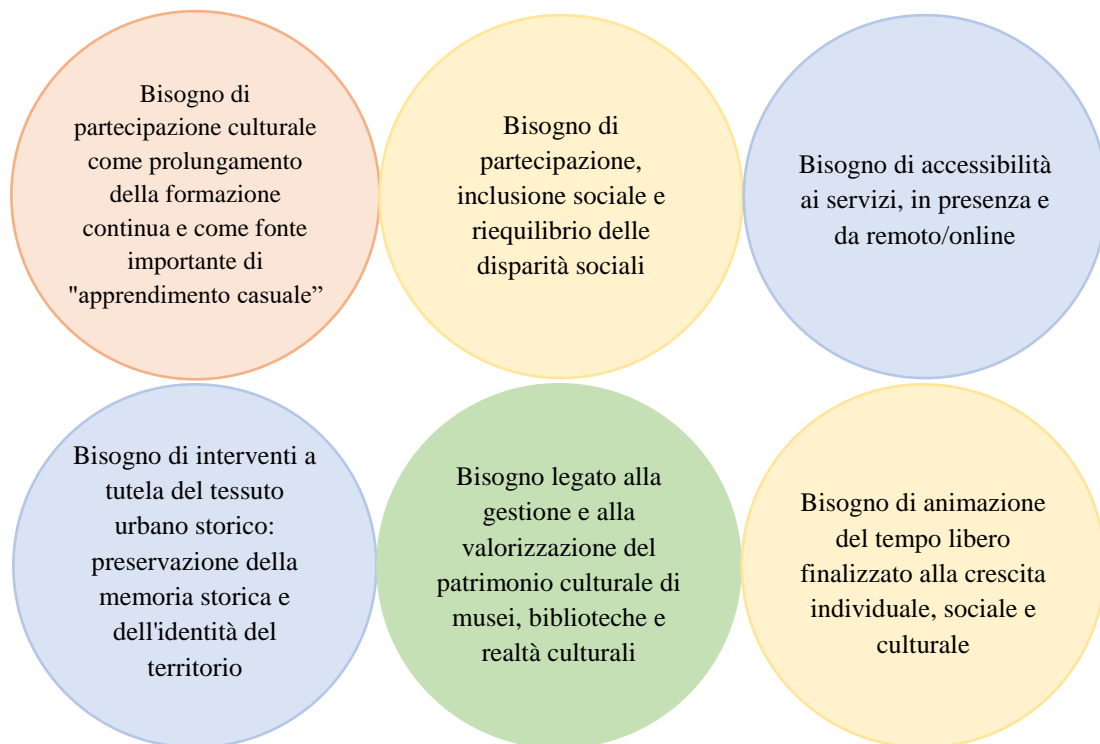 Bisogno di
partecipazione culturale
come prolungamento
della formazione
continua e come fonte
importante di
"apprendimento casuale”
Bisogno di
partecipazione,
inclusione sociale e
riequilibrio delle
disparità sociali
Bisogno di accessibilità
ai servizi, in presenza e
da remoto/online
Bisogno di interventi a
tutela del tessuto
urbano storico:
preservazione della
memoria storica e
dell'identità del
territorio
Bisogno legato alla
gestione e alla
valorizzazione del
patrimonio culturale di
musei, biblioteche e
realtà culturali
Bisogno di animazione
del tempo libero
finalizzato alla crescita
individuale, sociale e
culturale